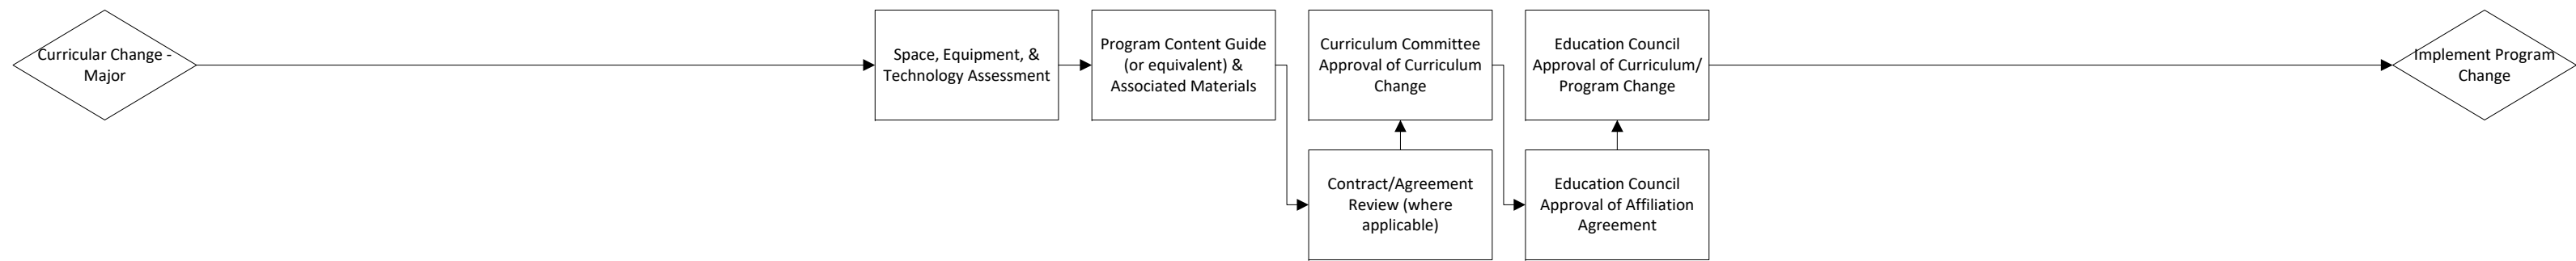 Curricular Change -
Major
Space, Equipment, &
Technology Assessment
Program Content Guide
(or equivalent) &
Associated Materials
Curriculum Committee
Approval of Curriculum
Change
Education Council
Approval of Curriculum/
Program Change
Implement Program
Change
Contract/Agreement
Review (where
applicable)
Education Council
Approval of Affiliation
Agreement